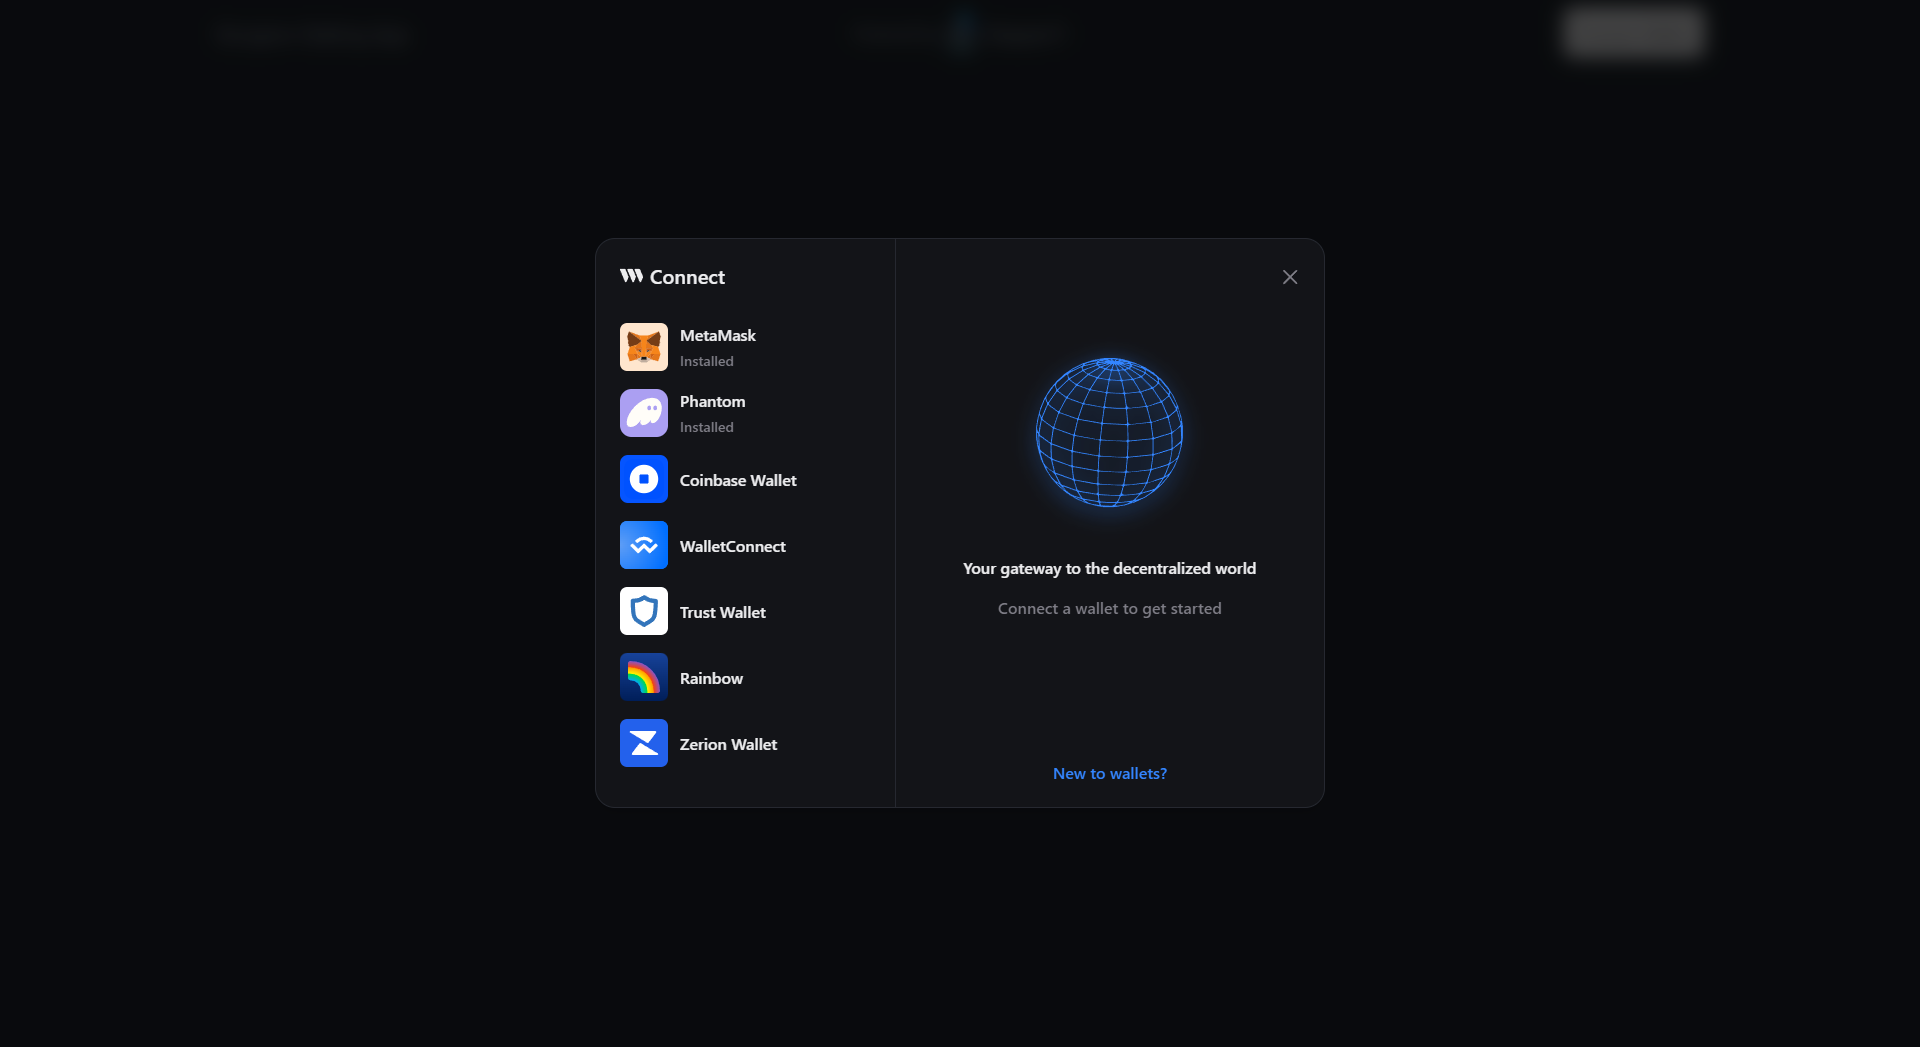 Connect
MetaMask
Installed
Phantom
Installed
Coinbase Wallet
WalletConnect
Trust Wallet
Rainbow
Zerion Wallet
Your gateway to the decentralized world
Connect a wallet to get started
New to wallets?